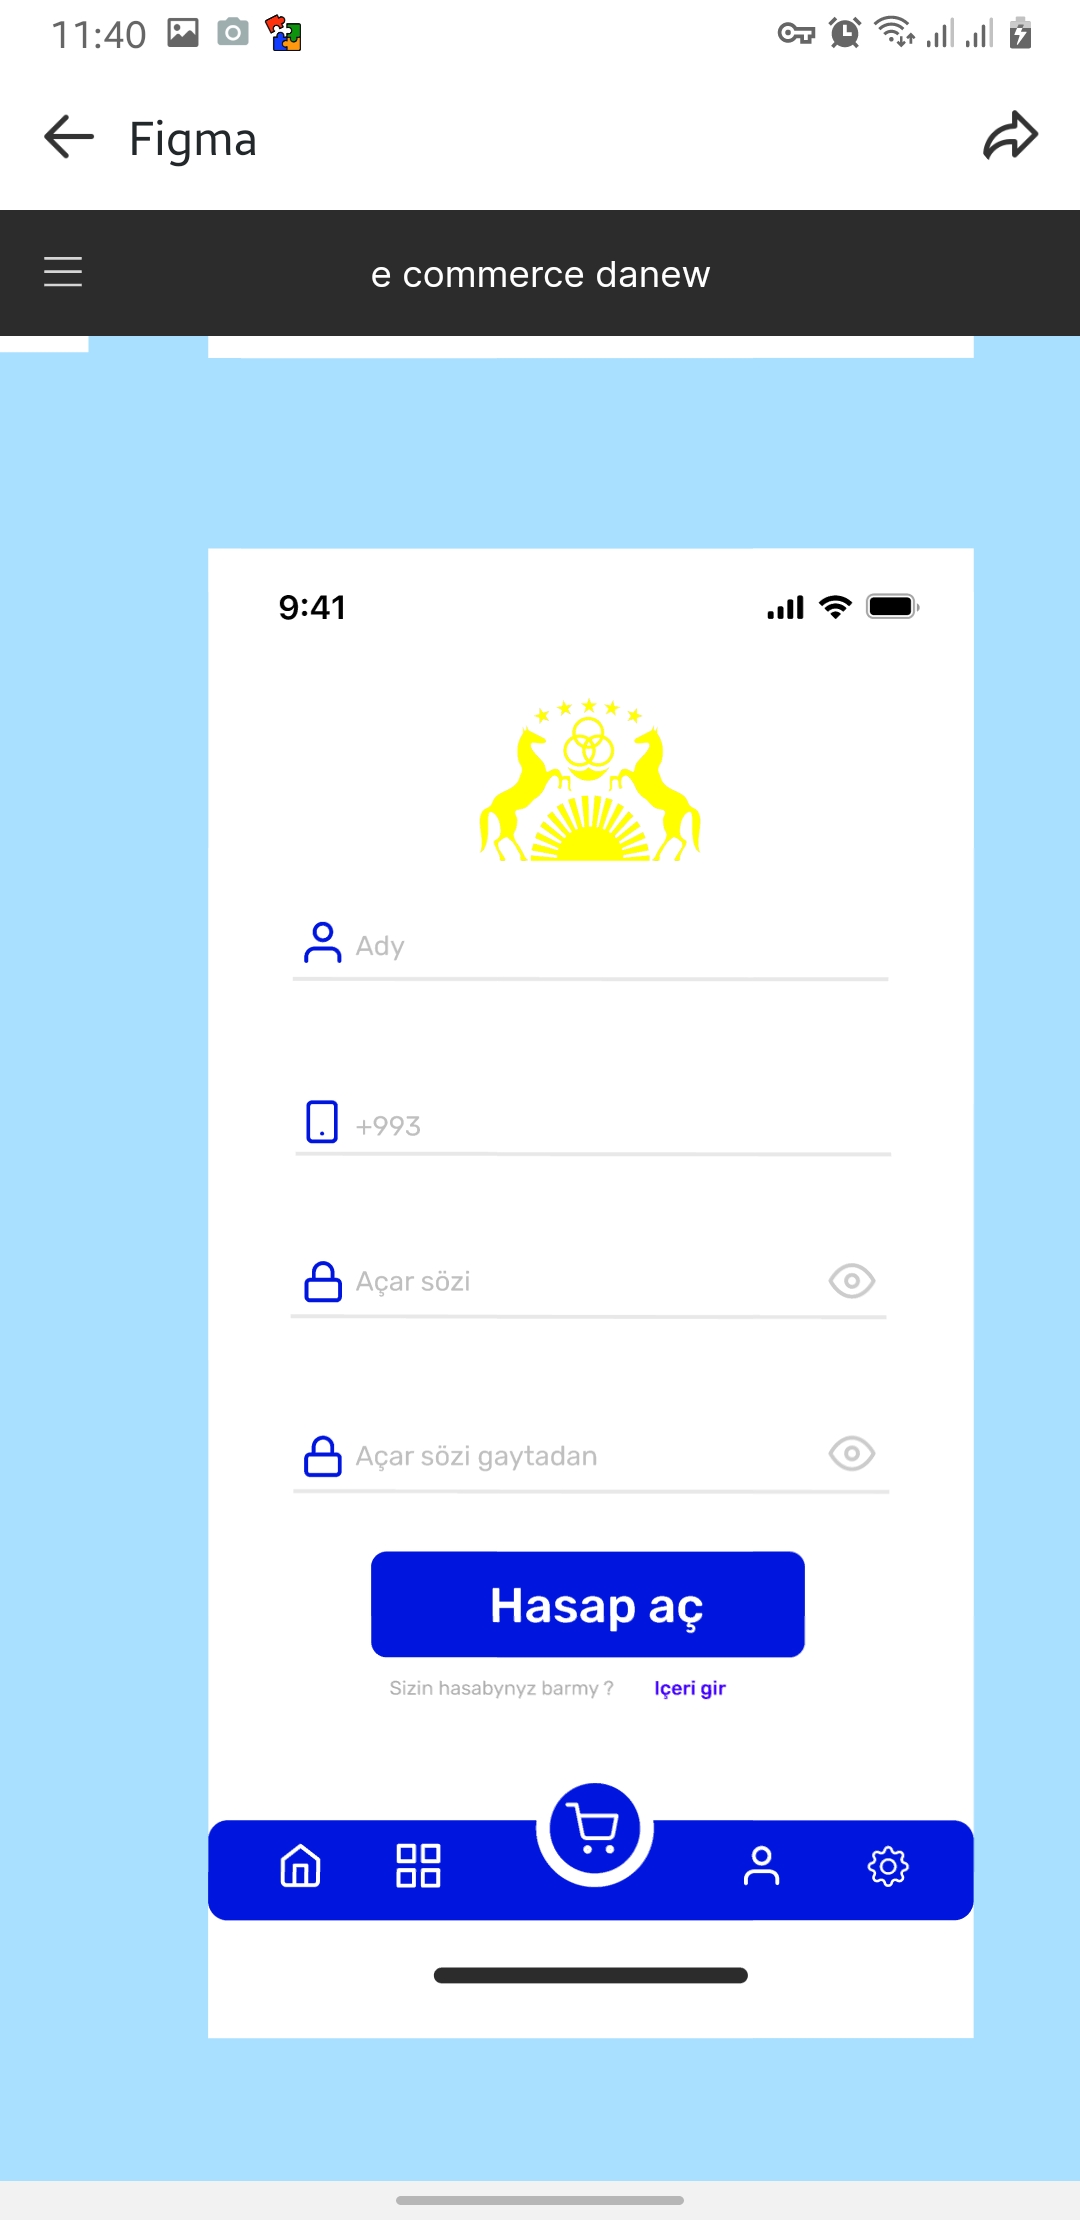 11:40
Figma
e commerce danew
9:41
Ady
+993
Açar sözi
Açar sözi gaytadan
Hasap aç
Sizin hasabynyz barmy ? Içeri gir